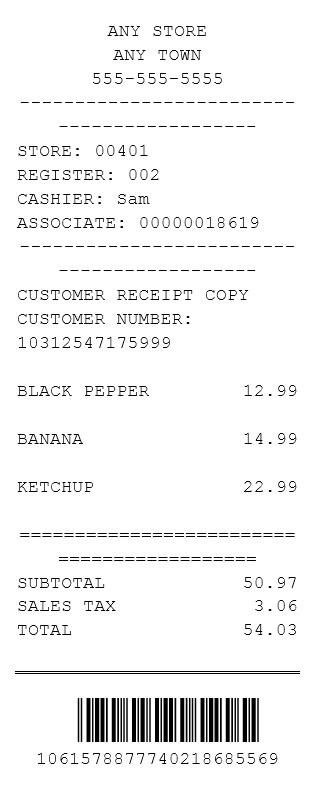 ANY STORE
ANY TOWN
555-555-5555
-------------------------
------------------
STORE: 00401
REGISTER: 002
CASHIER: Sam
ASSOCIATE: 00000018619
-------------------------
------------------
CUSTOMER RECEIPT COPY
CUSTOMER NUMBER:
10312547175999
BLACK PEPPER 12.99
BANANA 14.99
KETCHUP 22.99
=========================
==================
SUBTOTAL 50.97
SALES TAX 3.06
TOTAL 54.03
1061578877740218685569